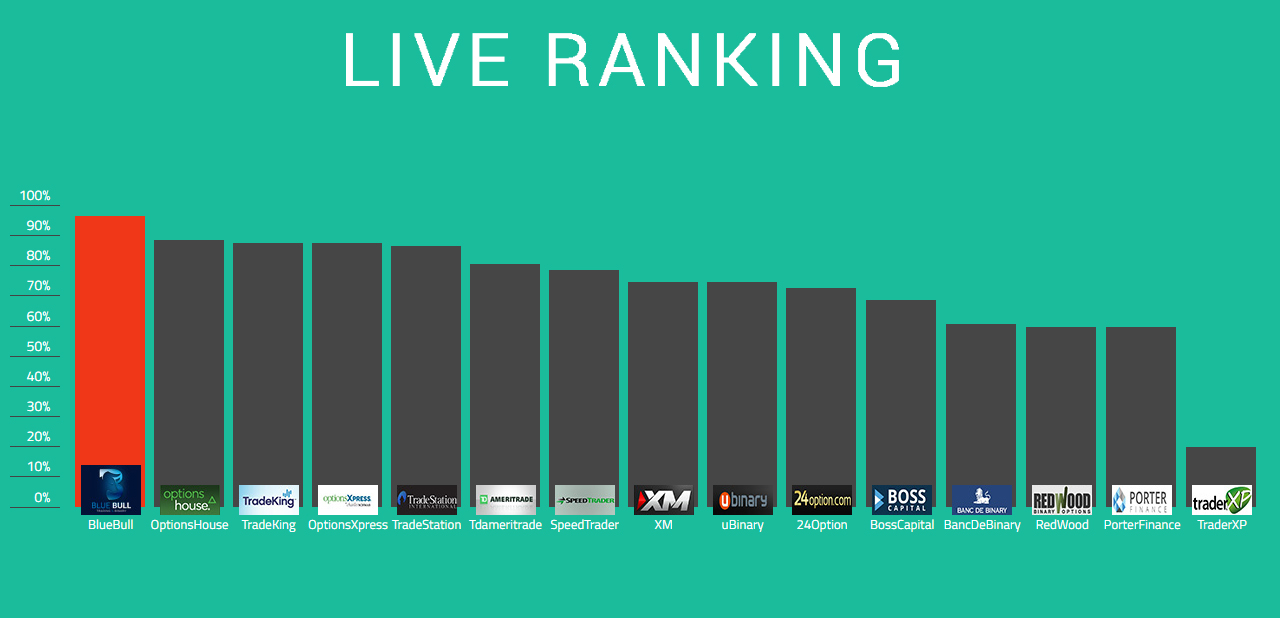 LIVE RANKING
100%
90%
80%
70%
60%
50%
40%
30%
20%
10%
0%
BLUE BULL
options house.
TradeKing
optionsXpress
TradeStation INTERNATIONAL
AMERITRADE
SPEEDTRADER
XM
ubinary
24option.com
BOSS CAPITAL
BANC DE BINARY
REDWOOD BINARY OPTIONS
PORTER FINANCE
traderXP
BlueBull
OptionsHouse
TradeKing
OptionsXpress
TradeStation
Tdameritrade
SpeedTrader
XM
uBinary
24Option
BossCapital
BancDeBinary
RedWood
PorterFinance
TraderXP